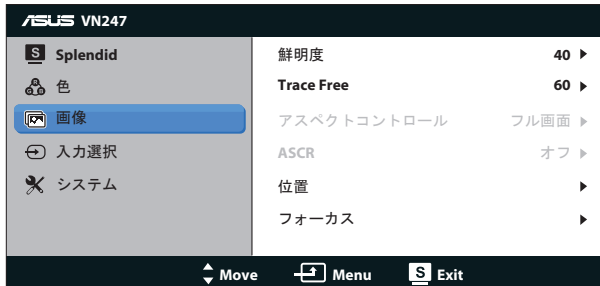 ASUS VN247
S Splendid
色
画像
入力選択
システム
鮮明度 40
Trace Free 60
アスペクトコントロール フル画面
ASCR オフ
位置
フォーカス
Move Menu S Exit